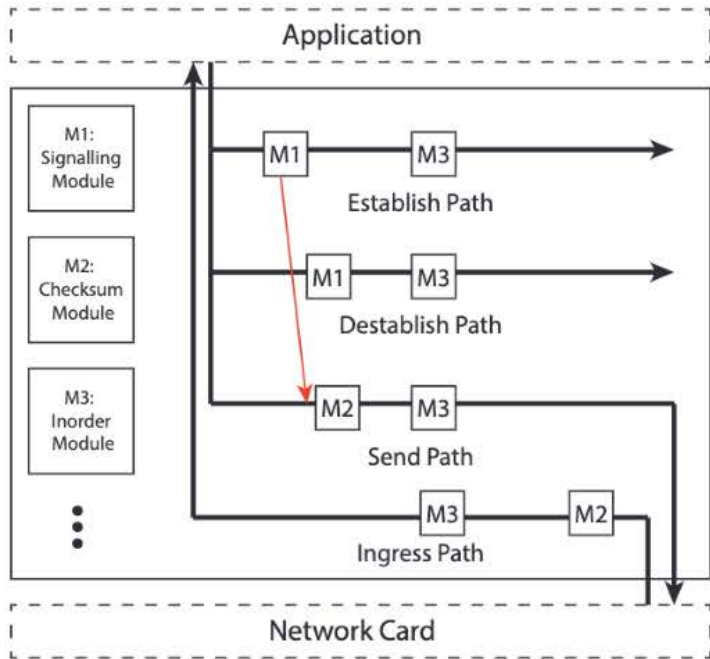 Application
M1:
Signalling
Module
M1
M3
Establish Path
M2:
Checksum
Module
M1
M3
Destablish Path
M3:
Inorder
Module
M2
M3
Send Path
M3
M2
Ingress Path
Network Card